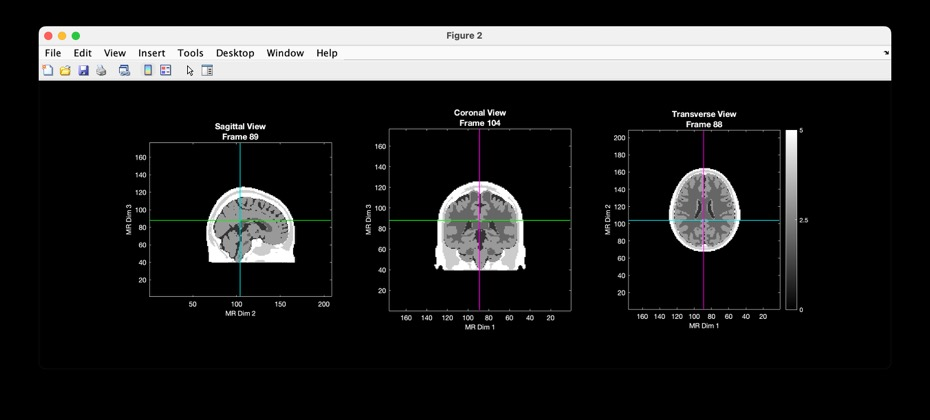 Figure 2
File Edit View Insert Tools Desktop Window Help
Sagittal View
Frame 89
160
140
120
100
80
60
40
20
MR Dim 3
50 100 150 200
MR Dim 2
Coronal View
Frame 104
160
140
120
100
80
60
40
20
MR Dim 3
160 140 120 100 80 60 40 20
MR Dim 1
Transverse View
Frame 88
200
180
160
140
120
100
80
60
40
20
MR Dim 2
160 140 120 100 80 60 40 20
MR Dim 1
5
2.5
0